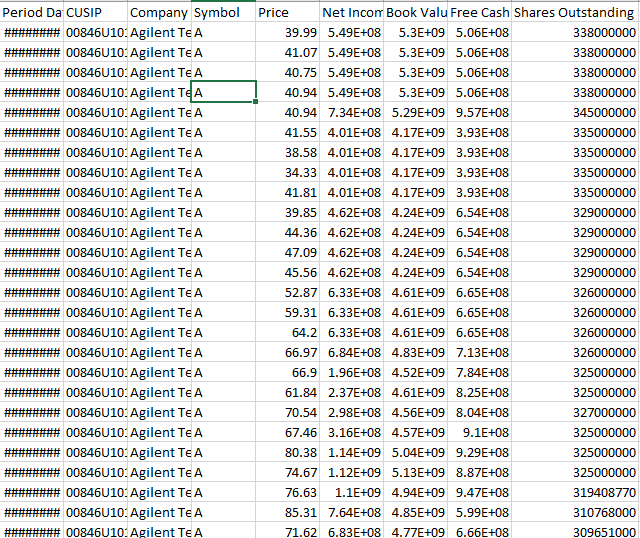 Period Da CUSIP Company Symbol Price Net Incom Book Valu Free Cash Shares Outstanding
######## 00846U10 Agilent Te A 39.99 5.49E+08 5.3E+09 5.06E+08 338000000
######## 00846U10 Agilent Te A 41.07 5.49E+08 5.3E+09 5.06E+08 338000000
######## 00846U10 Agilent Te A 40.75 5.49E+08 5.3E+09 5.06E+08 338000000
######## 00846U10 Agilent Te A 40.94 5.49E+08 5.3E+09 5.06E+08 338000000
######## 00846U10 Agilent Te A 40.94 7.34E+08 5.29E+09 9.57E+08 345000000
######## 00846U10 Agilent Te A 41.55 4.01E+08 4.17E+09 3.93E+08 335000000
######## 00846U10 Agilent Te A 38.58 4.01E+08 4.17E+09 3.93E+08 335000000
######## 00846U10 Agilent Te A 34.33 4.01E+08 4.17E+09 3.93E+08 335000000
######## 00846U10 Agilent Te A 41.81 4.01E+08 4.17E+09 3.93E+08 335000000
######## 00846U10 Agilent Te A 39.85 4.62E+08 4.24E+09 6.54E+08 329000000
######## 00846U10 Agilent Te A 44.36 4.62E+08 4.24E+09 6.54E+08 329000000
######## 00846U10 Agilent Te A 47.09 4.62E+08 4.24E+09 6.54E+08 329000000
######## 00846U10 Agilent Te A 45.56 4.62E+08 4.24E+09 6.54E+08 329000000
######## 00846U10 Agilent Te A 52.87 6.33E+08 4.61E+09 6.65E+08 326000000
######## 00846U10 Agilent Te A 59.31 6.33E+08 4.61E+09 6.65E+08 326000000
######## 00846U10 Agilent Te A 64.2 6.33E+08 4.61E+09 6.65E+08 326000000
######## 00846U10 Agilent Te A 66.97 6.84E+08 4.83E+09 7.13E+08 326000000
######## 00846U10 Agilent Te A 66.9 1.96E+08 4.52E+09 7.84E+08 325000000
######## 00846U10 Agilent Te A 61.84 2.37E+08 4.61E+09 8.25E+08 325000000
######## 00846U10 Agilent Te A 70.54 2.98E+08 4.56E+09 8.04E+08 327000000
######## 00846U10 Agilent Te A 67.46 3.16E+08 4.57E+09 9.1E+08 325000000
######## 00846U10 Agilent Te A 80.38 1.14E+09 5.04E+09 9.29E+08 325000000
######## 00846U10 Agilent Te A 74.67 1.12E+09 5.13E+09 8.87E+08 325000000
######## 00846U10 Agilent Te A 76.63 1.1E+09 4.94E+09 9.47E+08 319408770
######## 00846U10 Agilent Te A 85.31 7.64E+08 4.85E+09 5.99E+08 310768000
######## 00846U10 Agilent Te A 71.62 6.83E+08 4.77E+09 6.66E+08 309651000